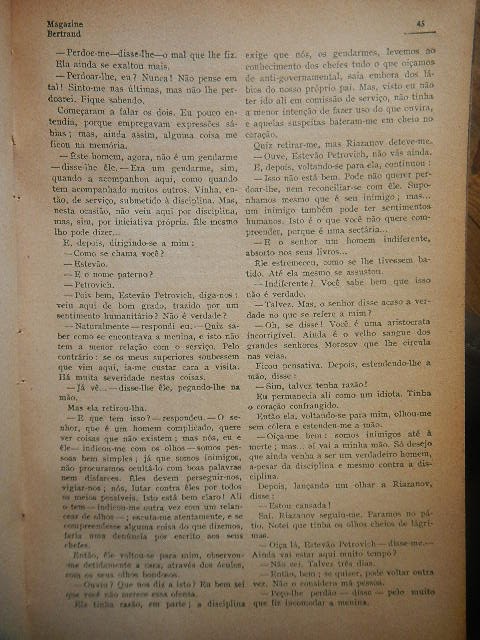 Magazine
Bertrand
45
— Perdoe-me — disse-lhe — o mal que lhe fiz.
Ela ainda se exaltou mais.
— Perdoar-lhe, eu? Nunca! Não pense em
tal! Sinto-me nas últimas, mas não lhe per-
doarei. Fique sabendo.
Começaram a falar os dois. Eu pouco en-
tendia, porque empregavam expressões sá-
bias; mas, ainda assim, alguma coisa me
ficou na memória.
— Este homem, agora, não é um gendarme
— disse-lhe êle. — Era um gendarme, sim,
quando a acompanhou aqui, como quando
tem acompanhado muitos outros. Vinha, en-
tão, de serviço, submetido à disciplina. Mas,
nesta ocasião, não veiu aqui por disciplina,
mas, sim, por iniciativa própria. Ele mesmo
lho pode dizer...
E, depois, dirigindo-se a mim:
— Como se chama você?
— Estevão.
— E o nome paterno?
— Petrovich.
— Pois bem, Estevão Petrovich, diga-nos:
veiu aqui de bom grado, trazido por um
sentimento humanitário? Não é verdade?
— Naturalmente — respondi eu. — Quiz sa-
ber como se encontrava a menina, e isto não
tem a menor relação com o serviço. Pelo
contrário: se os meus superiores soubessem
que vim aqui, ia-me custar cara a visita.
Há muita severidade nestas coisas.
— Já vê... — disse-lhe êle, pegando-lhe na
mão.
Mas ela retirou-lha.
— E que tem isso? — respondeu. — O se-
nhor, que é um homem complicado, quere
ver coisas que não existem; mas nós, eu e
êle — indicou-me com os olhos — somos pes-
soas bem simples; já que somos inimigos,
não procuramos ocultá-lo com boas palavras
nem disfarces. Eles devem perseguir-nos,
vigiar-nos; nós, lutar contra êles por todos
os meios possíveis. Isto está bem claro! Ali
o tem — indicou-me outra vez com um relan-
cear de olhos — ; escuta-me atentamente, e se
compreendesse alguma coisa do que dizemos,
faria uma denúncia por escrito aos seus
chefes.
Então, êle voltou-se para mim, observou-
me detidamente a cara, através dos óculos,
com os seus olhos bondosos.
— Ouviu? Que nos diz a isto? Eu bem sei
que você não merece essa ofensa.
Ela tinha razão, em parte; a disciplina
exige que nós, os gendarmes, levemos ao
conhecimento dos chefes tudo o que oiçamos
de anti-governamental, saia embora dos lá-
bios do nosso próprio pai. Mas, visto eu não
ter ido ali em comissão de serviço, não tinha
a menor intenção de fazer uso do que ouvira,
e aquelas suspeitas bateram-me em cheio no
coração.
Quiz retirar-me, mas Riazanov deteve-me.
— Ouve, Estevão Petrovich, não vás ainda.
E, depois, voltando-se para ela, continuou:
— Isso não está bem. Pode não querer per-
doar-lhe, nem reconciliar-se com êle. Supo-
nhamos mesmo que é seu inimigo; mas...
um inimigo também pode ter sentimentos
humanos. Isto é o que você não quere com-
preender, porque é uma sectária...
— E o senhor um homem indiferente,
absorto nos seus livros...
Ele estremeceu, como se lhe tivessem ba-
tido. Até ela mesmo se assustou.
— Indiferente? Você sabe bem que isso
não é verdade.
— Talvez. Mas, o senhor disse acaso a ver-
dade no que se refere a mim?
— Oh, se disse! Você é uma aristocrata
incorrigível. Ainda é o velho sangue dos
grandes senhores Morosov que lhe circula
nas veias.
Ficou pensativa. Depois, estendendo-lhe a
mão, disse:
— Sim, talvez tenha razão!
Eu permanecia ali como um idiota. Tinha
o coração confrangido.
Então ela, voltando-se para mim, olhou-me
sem cólera e estendeu-me a mão.
— Oiça-me bem: somos inimigos até à
morte; mas... aí vai a minha mão. Só desejo
que ainda venha a ser um verdadeiro homem,
a-pesar da disciplina e mesmo contra a dis-
ciplina.
Depois, lançando um olhar a Riazanov,
disse:
— Estou cansada!
Saí. Riazanov seguiu-me. Paramos no pá-
tio. Notei que tinha os olhos cheios de lágri-
mas.
— Oiça lá, Estevão Petrovich — disse-me. —
Ainda vai estar aqui muito tempo?
— Não sei. Talvez três dias.
— Então, bem; se quizer, pode voltar outra
vez. Não o considero má pessoa.
— Peço-lhe perdão — disse — pelo muito
que fiz incomodar a menina.